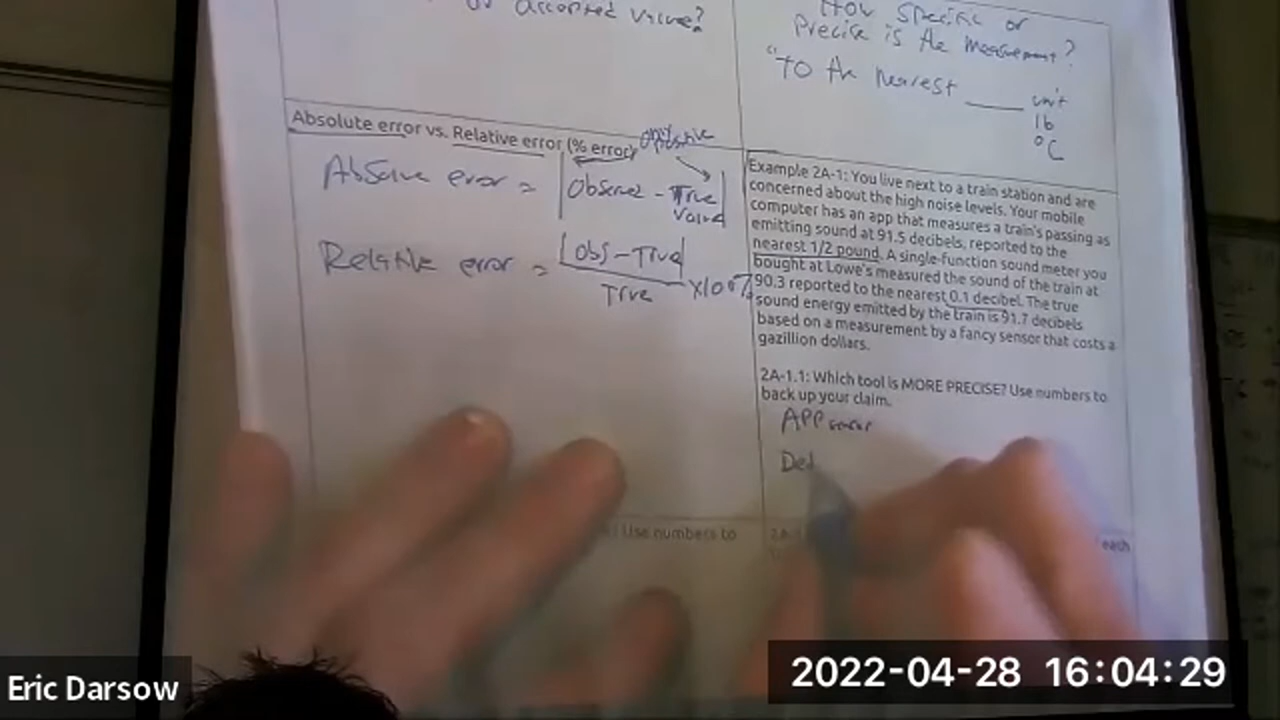 or accepted value?
How specific or
Precise is the measurement?
"To the nearest ____ unit
lb
°C
Absolute error vs. Relative error (% error)
only positive
Absolute error = |Observed - True Value|
Relative error = |obs - True| / True x100%
Example 2A-1: You live next to a train station and are
concerned about the high noise levels. Your mobile
computer has an app that measures a train's passing as
emitting sound at 91.5 decibels, reported to the
nearest 1/2 pound. A single-function sound meter you
bought at Lowe's measured the sound of the train at
90.3 reported to the nearest 0.1 decibel. The true
sound energy emitted by the train is 91.7 decibels
based on a measurement by a fancy sensor that costs a
gazillion dollars.
2A-1.1: Which tool is MORE PRECISE? Use numbers to
back up your claim.
APP
Ded
Use numbers to
2A-
each
Eric Darsow
2022-04-28 16:04:29